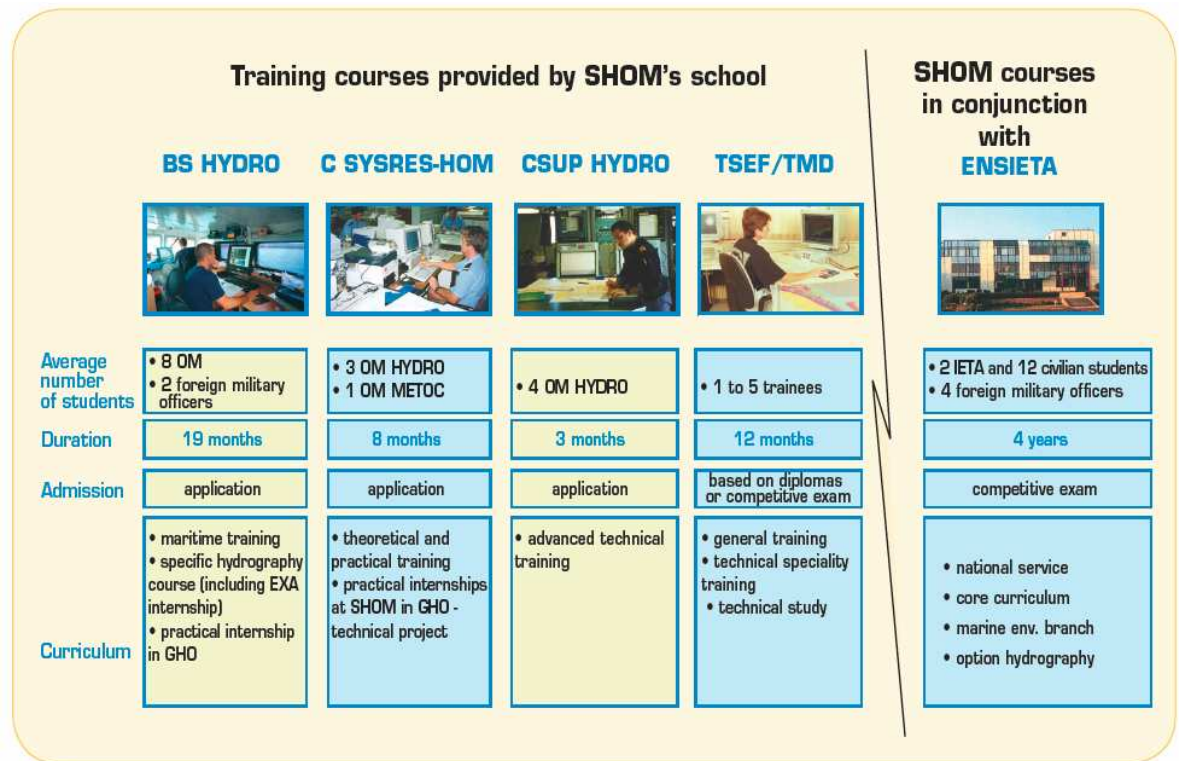 Training courses provided by SHOM's school
SHOM courses
in conjunction
with
ENSIETA
BS HYDRO
C SYSRES-HOM
CSUP HYDRO
TSEF/TMD
Average
number
of students
• 8 OM
• 2 foreign military
officers
• 3 OM HYDRO
• 1 OM METOC
• 4 OM HYDRO
• 1 to 5 trainees
• 2 IETA and 12 civilian students
• 4 foreign military officers
Duration
19 months
8 months
3 months
12 months
4 years
Admission
application
application
application
based on diplomas
or competitive exam
competitive exam
Curriculum
• maritime training
• specific hydrography
course (including EXA
internship)
• practical internship
in GHO
• theoretical and
practical training
• practical internships
at SHOM in GHO -
technical project
• advanced technical
training
• general training
• technical speciality
training
• technical study
• national service
• core curriculum
• marine env. branch
• option hydrography